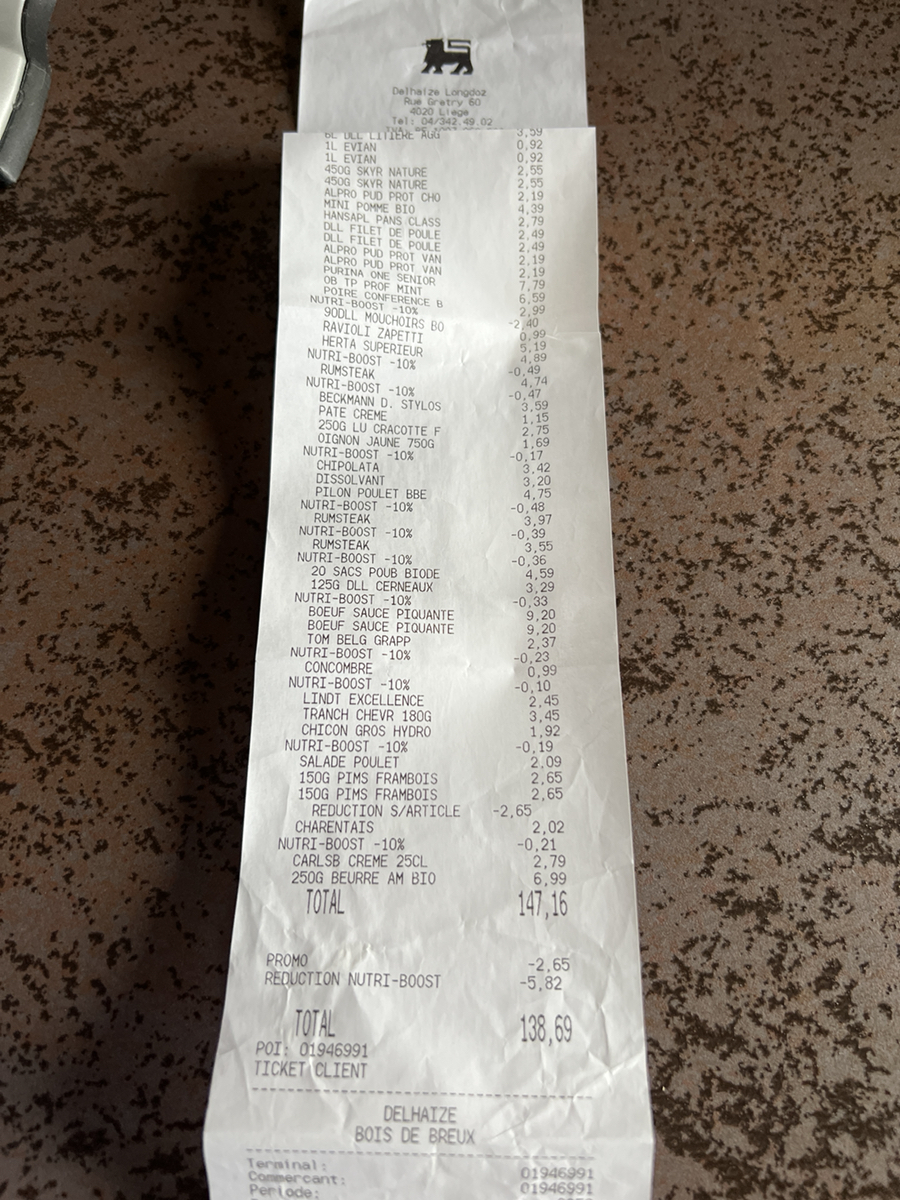 Delhaize Longdoz
Rue Gretry 60
4020 Liege
Tel: 04/342.49.02
6L DLL LITIERE AGG 3,59
1L EVIAN 0,92
1L EVIAN 0,92
450G SKYR NATURE 2,55
450G SKYR NATURE 2,55
ALPRO PUD PROT CHO 2,19
MINI POMME BIO 4,39
HANSAPL PANS CLASS 2,79
DLL FILET DE POULE 2,49
DLL FILET DE POULE 2,49
ALPRO PUD PROT VAN 2,19
ALPRO PUD PROT VAN 2,19
PURINA ONE SENIOR 7,79
OB TP PROF MINT 6,59
POIRE CONFERENCE B 2,99
NUTRI-BOOST -10% -2,40
90DLL MOUCHOIRS BO 0,99
RAVIOLI ZAPETTI 5,19
HERTA SUPERIEUR 4,89
NUTRI-BOOST -10% -0,49
RUMSTEAK 4,74
NUTRI-BOOST -10% -0,47
BECKMANN D. STYLOS 3,59
PATE CREME 1,15
250G LU CRACOTTE F 2,75
OIGNON JAUNE 750G 1,69
NUTRI-BOOST -10% -0,17
CHIPOLATA 3,42
DISSOLVANT 3,20
PILON POULET BBE 4,75
NUTRI-BOOST -10% -0,48
RUMSTEAK 3,97
NUTRI-BOOST -10% -0,39
RUMSTEAK 3,55
NUTRI-BOOST -10% -0,36
20 SACS POUB BIODE 4,59
125G DLL CERNEAUX 3,29
NUTRI-BOOST -10% -0,33
BOEUF SAUCE PIQUANTE 9,20
BOEUF SAUCE PIQUANTE 9,20
TOM BELG GRAPP 2,37
NUTRI-BOOST -10% -0,23
CONCOMBRE 0,99
NUTRI-BOOST -10% -0,10
LINDT EXCELLENCE 2,45
TRANCH CHEVR 180G 3,45
CHICON GROS HYDRO 1,92
NUTRI-BOOST -10% -0,19
SALADE POULET 2,09
150G PIMS FRAMBOIS 2,65
150G PIMS FRAMBOIS 2,65
REDUCTION S/ARTICLE -2,65
CHARENTAIS 2,02
NUTRI-BOOST -10% -0,21
CARLSB CREME 25CL 2,79
250G BEURRE AM BIO 6,99
TOTAL 147,16
PROMO -2,65
REDUCTION NUTRI-BOOST -5,82
TOTAL 138,69
POI: 01946991
TICKET CLIENT
DELHAIZE
BOIS DE BREUX
Terminal: 01946991
Commercant: 01946991
Periode: